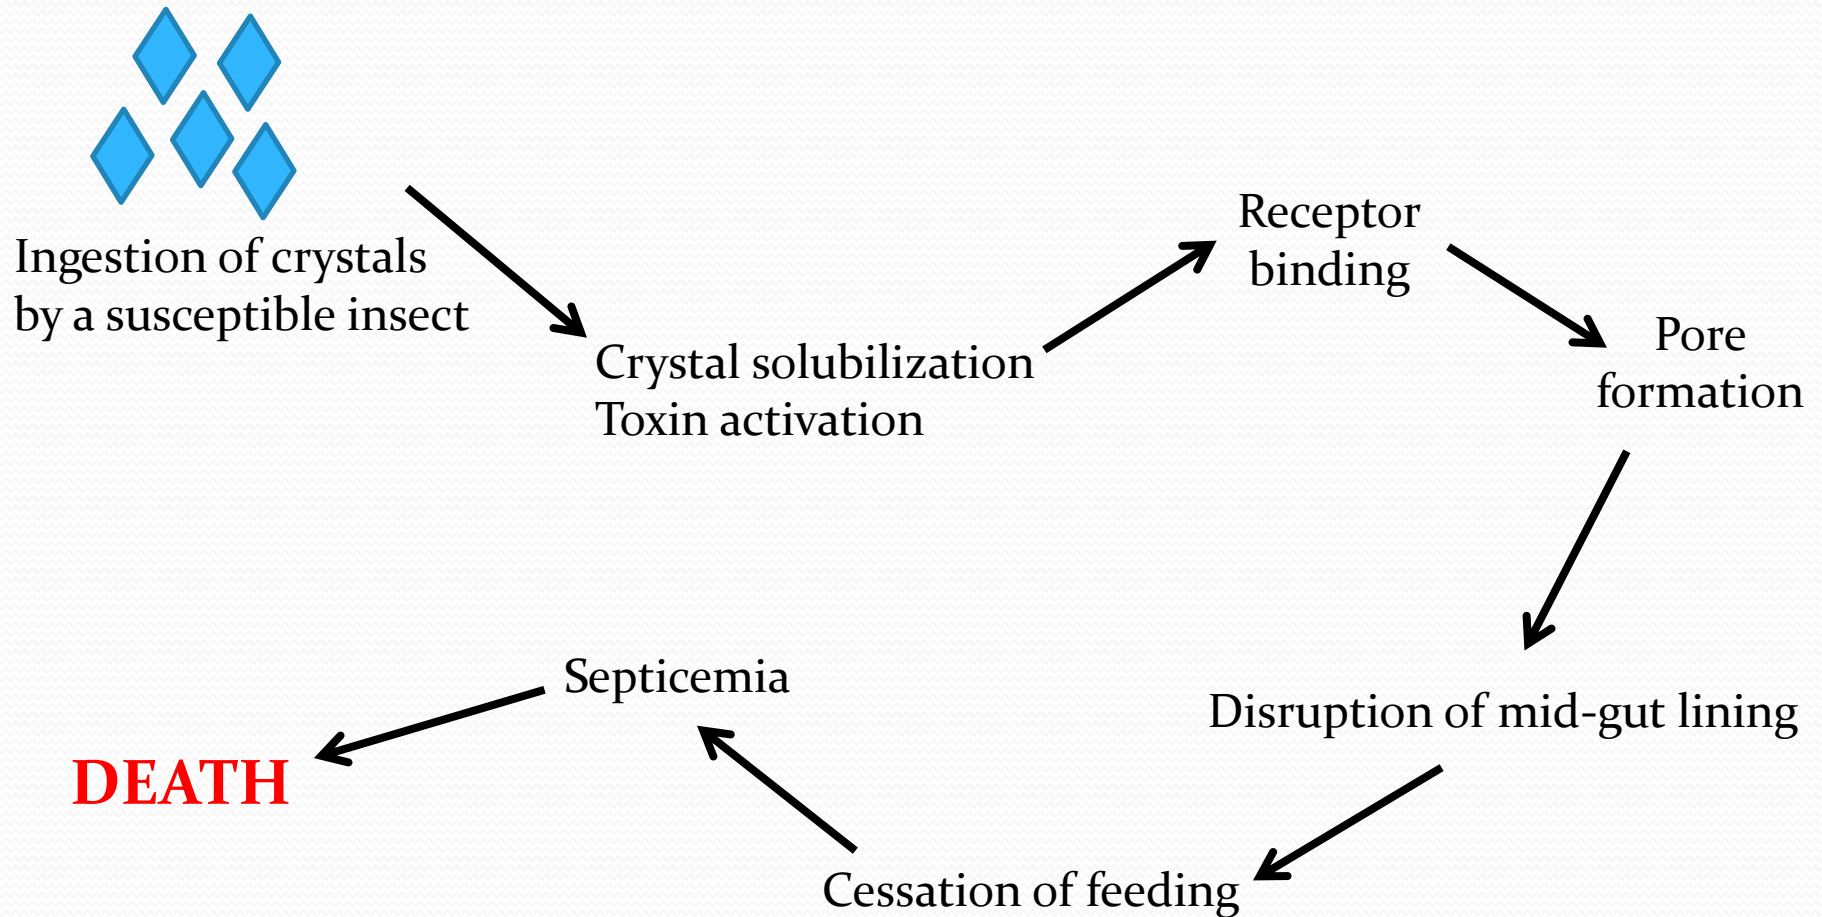 Ingestion of crystals
by a susceptible insect
Crystal solubilization
Toxin activation
Receptor
binding
Pore
formation
Disruption of mid-gut lining
Cessation of feeding
Septicemia
DEATH